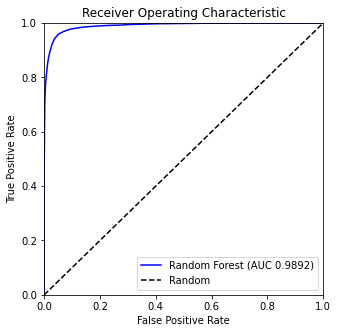 Receiver Operating Characteristic
True Positive Rate
1.0
0.8
0.6
0.4
0.2
0.0
Random Forest (AUC 0.9892)
Random
0.0 0.2 0.4 0.6 0.8 1.0
False Positive Rate